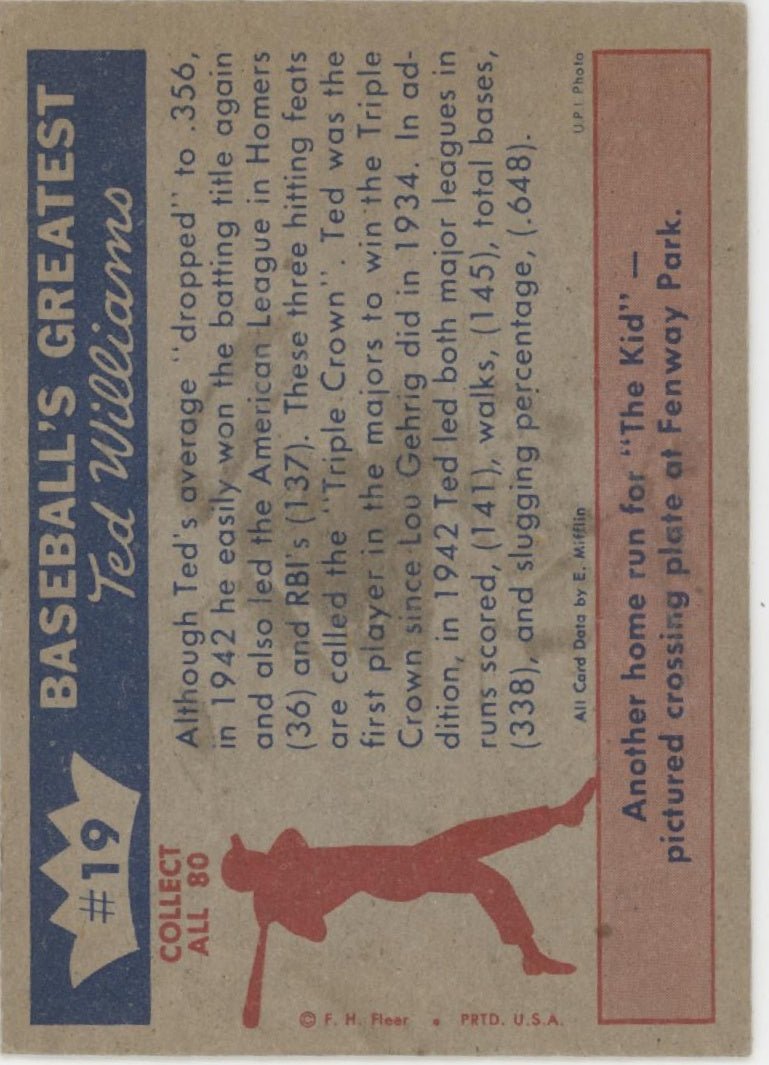 #19
BASEBALL'S GREATEST
Ted Williams
COLLECT
ALL 80
Although Ted's average "dropped" to .356,
in 1942 he easily won the batting title again
and also led the American League in Homers
(36) and RBI's (137). These three hitting feats
are called the "Triple Crown". Ted was the
first player in the majors to win the Triple
Crown since Lou Gehrig did in 1934. In ad-
dition, in 1942 Ted led both major leagues in
runs scored, (141), walks, (145), total bases,
(338), and slugging percentage, (.648).
© F. H. Fleer • PRTD. U.S.A.
All Card Data by E. Mifflin
U.P.I. Photo
Another home run for "The Kid" —
pictured crossing plate at Fenway Park.